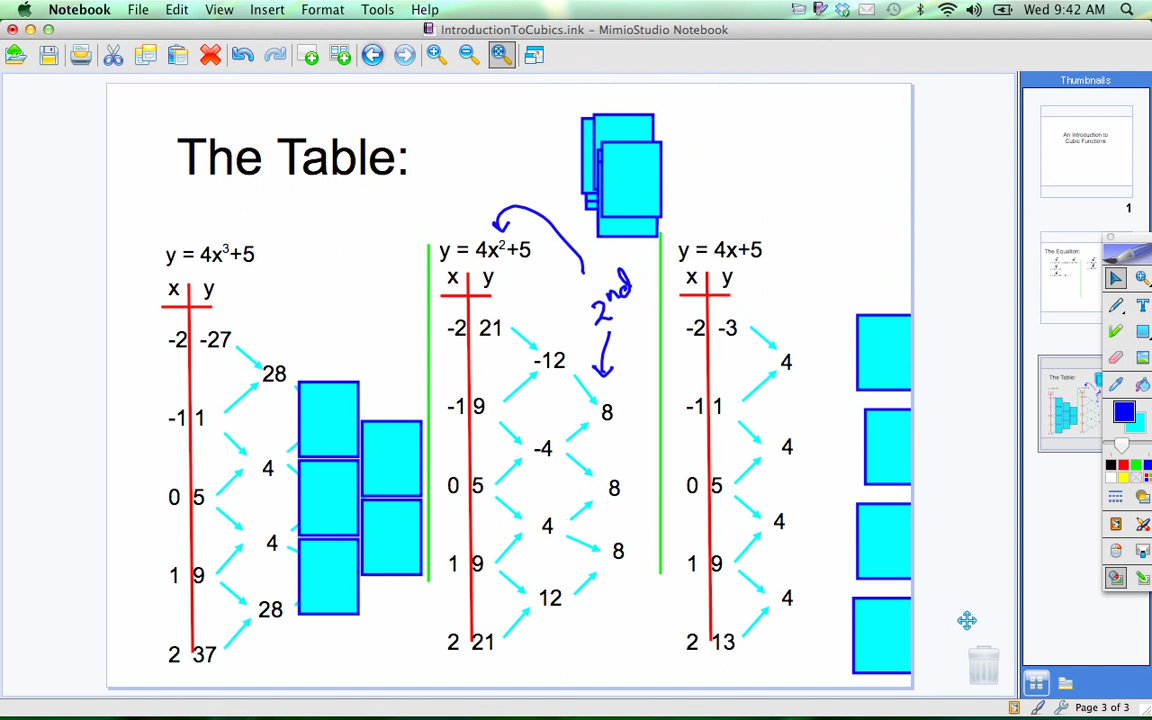 Notebook File Edit View Insert Format Tools Help Wed 9:42 AM
IntroductionToCubics.ink – MimioStudio Notebook
Thumbnails
An Introduction to
Cubic Functions
1
The Equation:
The Table:
The Table:
y = 4x³+5
x y
-2 -27
28
-1 1
4
0 5
4
1 9
28
2 37
y = 4x²+5
x y
2nd
-2 21
-12
8
-1 9
-4
8
0 5
4
8
1 9
12
2 21
y = 4x+5
x y
-2 -3
4
-1 1
4
0 5
4
1 9
4
2 13
T
Page 3 of 3